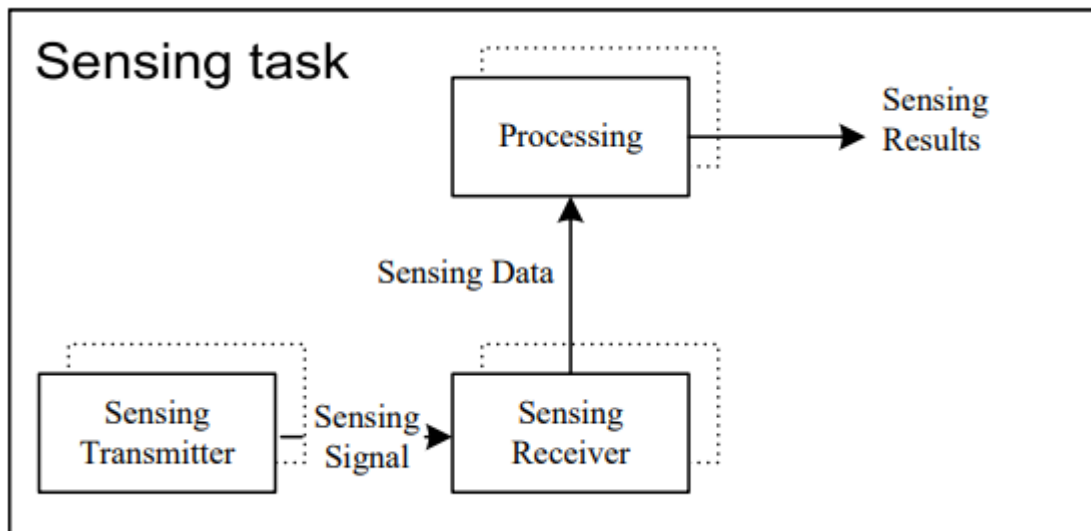 Sensing task
Processing
Sensing
Results
Sensing Data
Sensing
Transmitter
Sensing
Signal
Sensing
Receiver